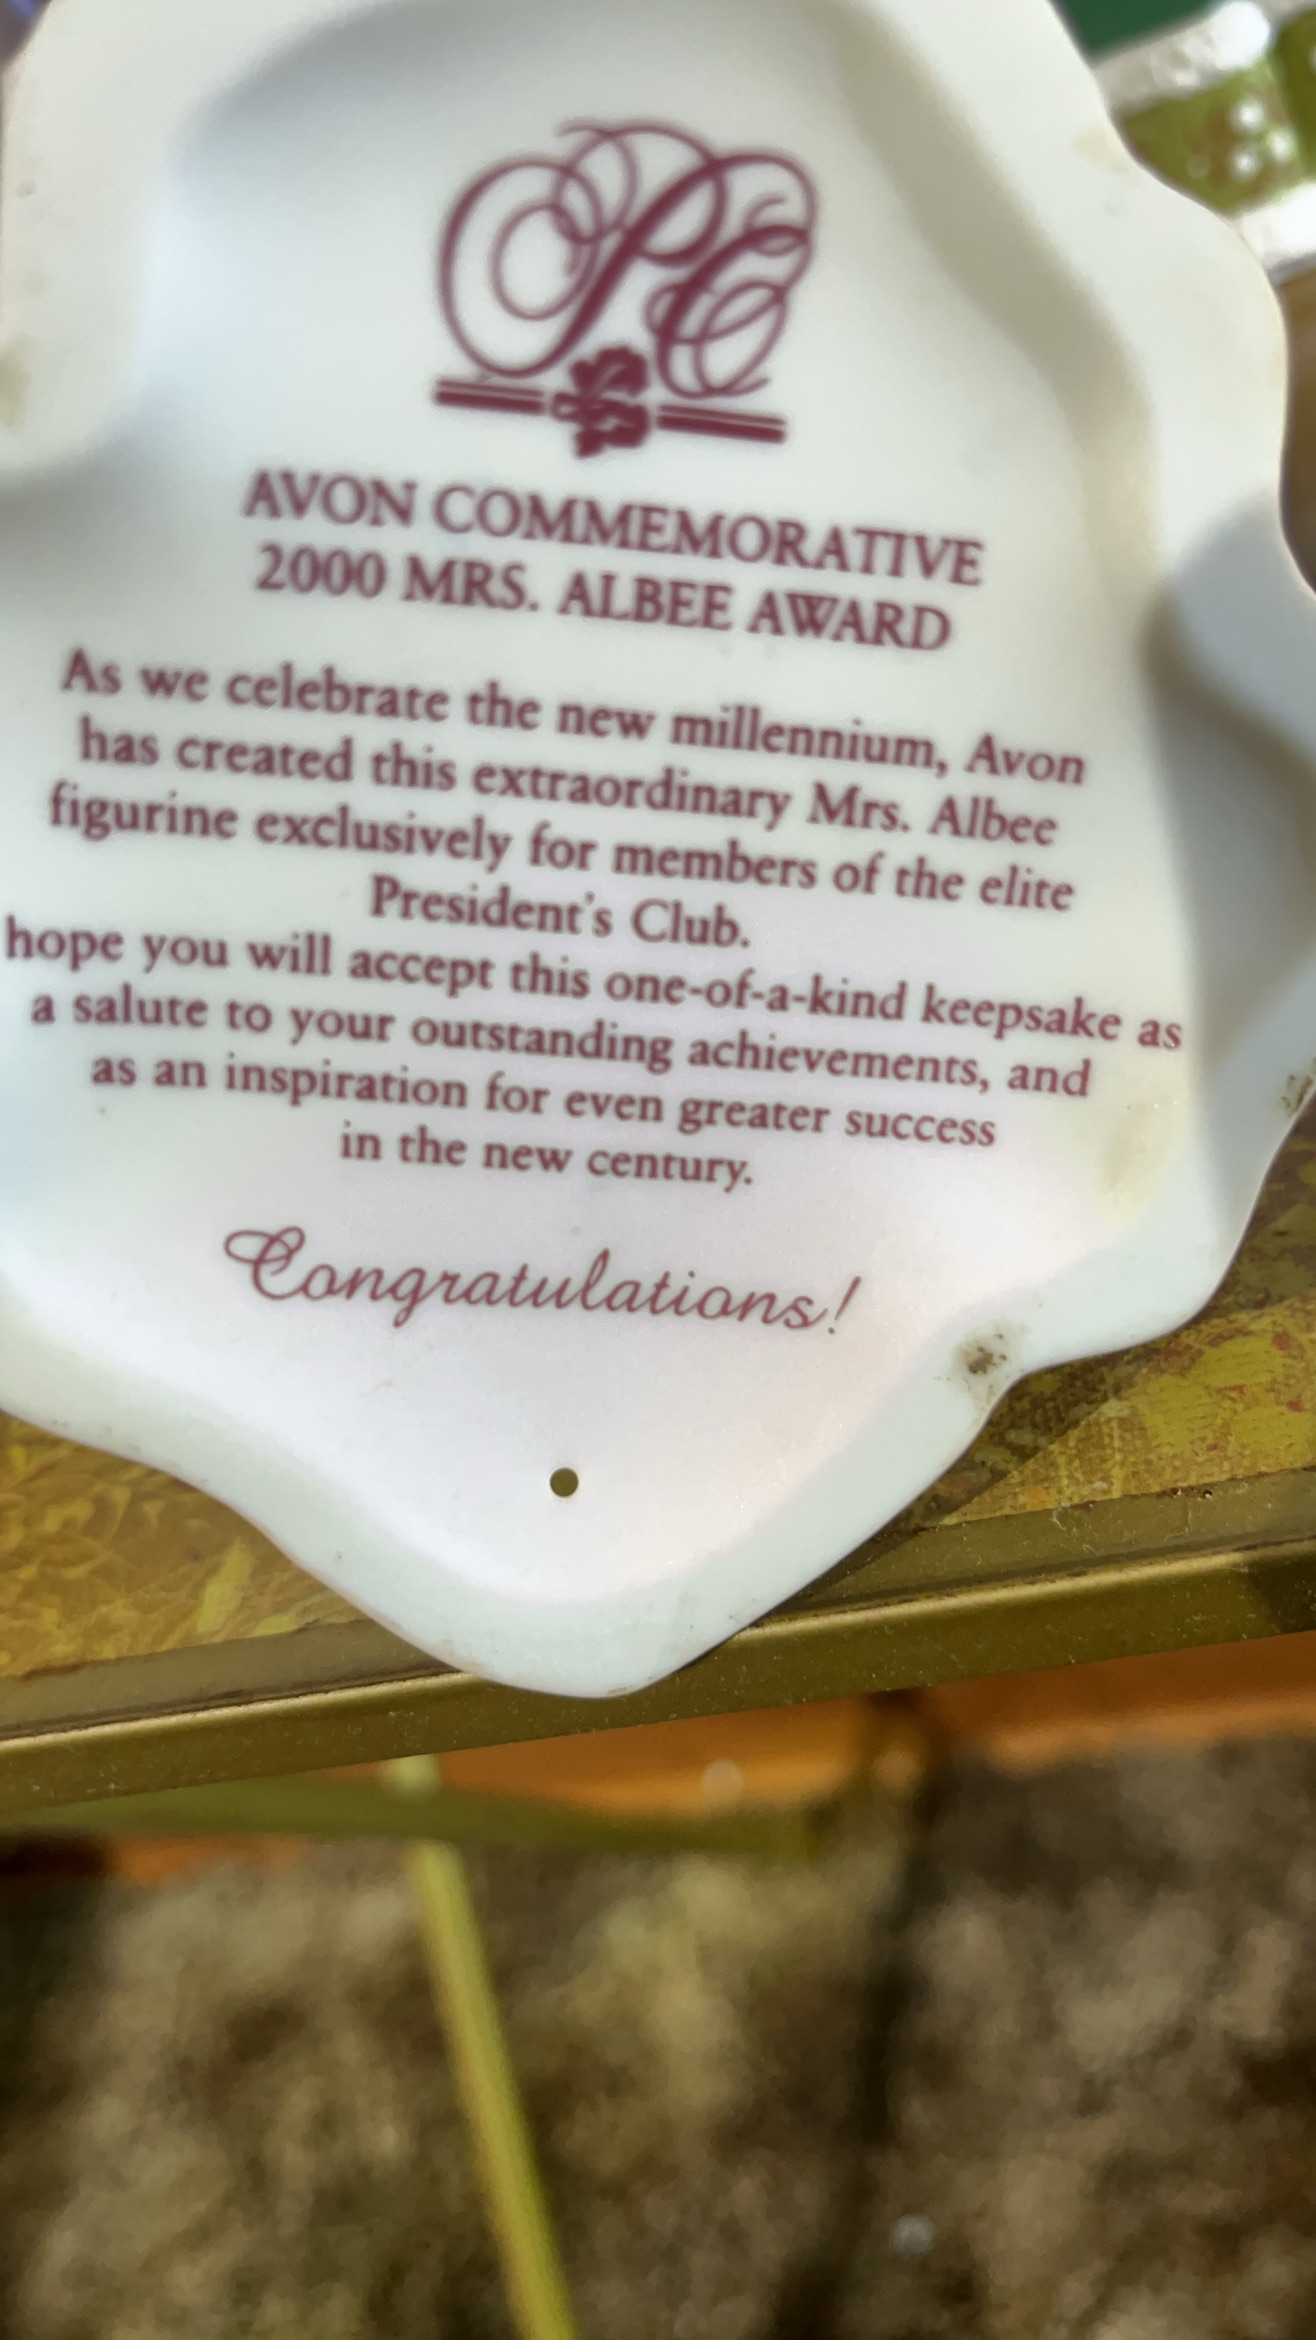 PC
AVON COMMEMORATIVE
2000 MRS. ALBEE AWARD
As we celebrate the new millennium, Avon
has created this extraordinary Mrs. Albee
figurine exclusively for members of the elite
President's Club.
hope you will accept this one-of-a-kind keepsake as
a salute to your outstanding achievements, and
as an inspiration for even greater success
in the new century.
Congratulations!